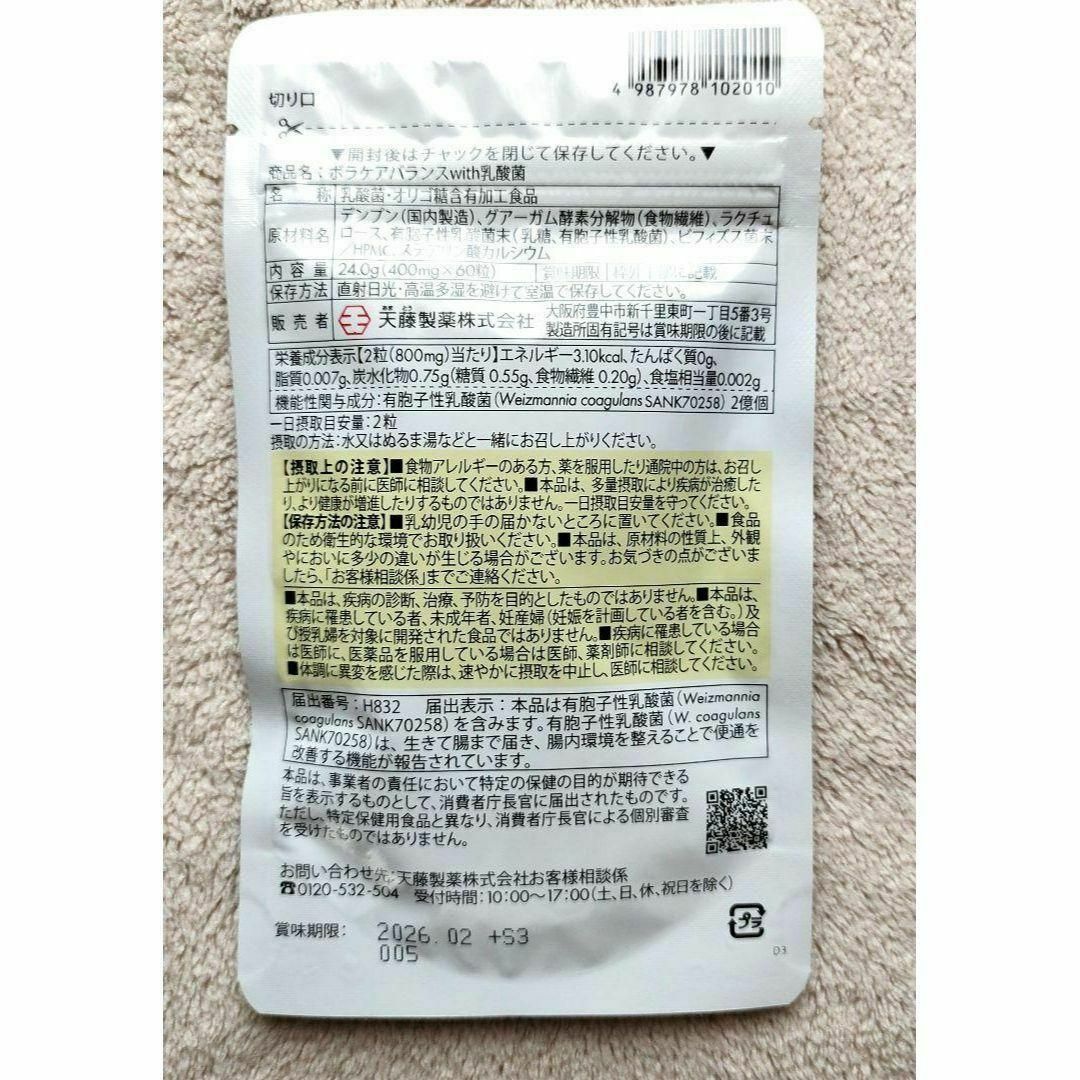 4 987978 102010
切り口
▼開封後はチャックを閉じて保存してください。▼
商品名：ボラケアバランスwith乳酸菌
名称 乳酸菌・オリゴ糖含有加工食品
原材料名 デンプン(国内製造)、グアーガム酵素分解物(食物繊維)、ラクチュ
ロース、有胞子性乳酸菌末(乳糖、有胞子性乳酸菌)、ビフィズス菌末
/HPMC、ステアリン酸カルシウム
内容量 24.0g(400mg×60粒) 賞味期限 枠外下部に記載
保存方法 直射日光・高温多湿を避けて室温で保存してください。
販売者 天藤製薬株式会社 大阪府豊中市新千里東町一丁目5番3号
製造所固有記号は賞味期限の後に記載
栄養成分表示【2粒(800mg)当たり】エネルギー3.10kcal、たんぱく質0g、
脂質0.007g、炭水化物0.75g(糖質 0.55g、食物繊維 0.20g)、食塩相当量0.002g
機能性関与成分：有胞子性乳酸菌(Weizmannia coagulans SANK70258) 2億個
一日摂取目安量：2粒
摂取の方法：水又はぬるま湯などと一緒にお召し上がりください。
【摂取上の注意】■食物アレルギーのある方、薬を服用したり通院中の方は、お召し
上がりになる前に医師に相談してください。■本品は、多量摂取により疾病が治癒した
り、より健康が増進したりするものではありません。一日摂取目安量を守ってください。
【保存方法の注意】■乳幼児の手の届かないところに置いてください。■食品
のため衛生的な環境でお取り扱いください。■本品は、原材料の性質上、外観
やにおいに多少の違いが生じる場合がございます。お気づきの点がございま
したら、「お客様相談係」までご連絡ください。
■本品は、疾病の診断、治療、予防を目的としたものではありません。■本品は、
疾病に罹患している者、未成年者、妊産婦(妊娠を計画している者を含む。)及
び授乳婦を対象に開発された食品ではありません。■疾病に罹患している場合
は医師に、医薬品を服用している場合は医師、薬剤師に相談してください。
■体調に異変を感じた際は、速やかに摂取を中止し、医師に相談してください。
届出番号：H832 届出表示：本品は有胞子性乳酸菌(Weizmannia
coagulans SANK70258)を含みます。有胞子性乳酸菌(W. coagulans
SANK70258)は、生きて腸まで届き、腸内環境を整えることで便通を
改善する機能が報告されています。
本品は、事業者の責任において特定の保健の目的が期待できる
旨を表示するものとして、消費者庁長官に届出されたものです。
ただし、特定保健用食品と異なり、消費者庁長官による個別審査
を受けたものではありません。
お問い合わせ先：天藤製薬株式会社お客様相談係
☎0120-532-504 受付時間：10:00〜17:00(土、日、休、祝日を除く)
賞味期限： 2026.02 +S3
005
プラ
D3